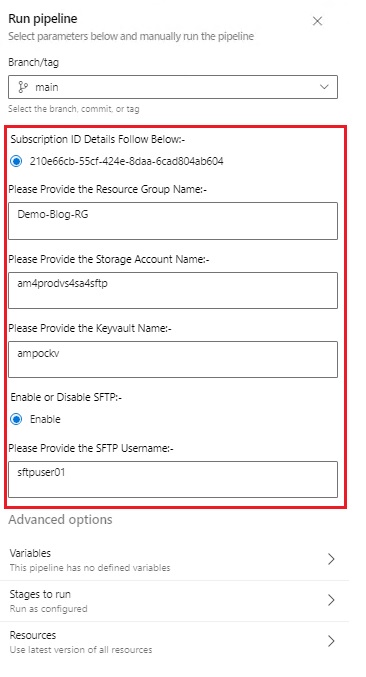 Run pipeline
Select parameters below and manually run the pipeline
Branch/tag
main
Select the branch, commit, or tag
Subscription ID Details Follow Below:-
210e66cb-55cf-424e-8daa-6cad804ab604
Please Provide the Resource Group Name:-
Demo-Blog-RG
Please Provide the Storage Account Name:-
am4prodvs4sa4sftp
Please Provide the Keyvault Name:-
ampockv
Enable or Disable SFTP:-
Enable
Please Provide the SFTP Username:-
sftpuser01
Advanced options
Variables
This pipeline has no defined variables
Stages to run
Run as configured
Resources
Use latest version of all resources